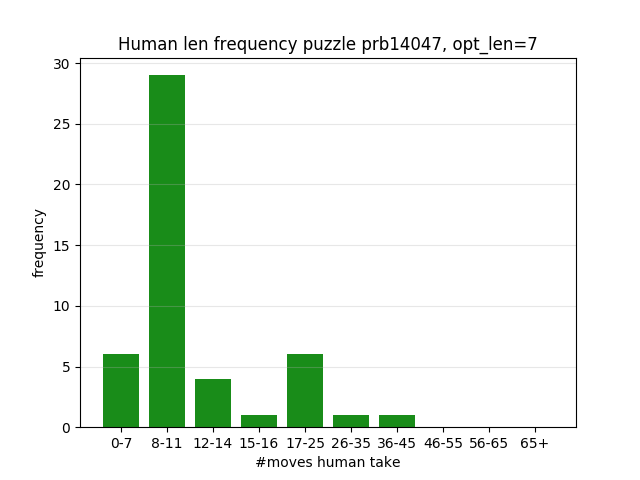 Human len frequency puzzle prb14047, opt_len=7
30
25
20
15
10
5
0
frequency
0-7 8-11 12-14 15-16 17-25 26-35 36-45 46-55 56-65 65+
#moves human take